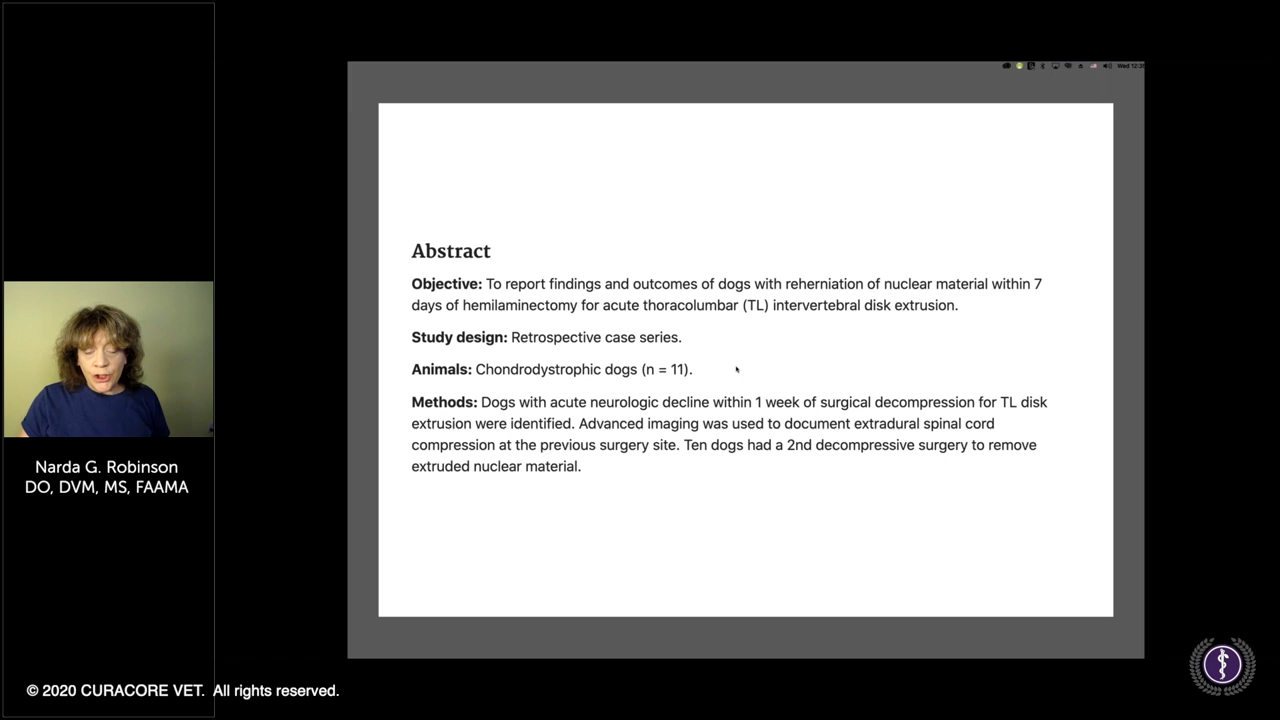 Wed 12:35
Abstract
Objective: To report findings and outcomes of dogs with reherniation of nuclear material within 7
days of hemilaminectomy for acute thoracolumbar (TL) intervertebral disk extrusion.
Study design: Retrospective case series.
Animals: Chondrodystrophic dogs (n = 11).
Methods: Dogs with acute neurologic decline within 1 week of surgical decompression for TL disk
extrusion were identified. Advanced imaging was used to document extradural spinal cord
compression at the previous surgery site. Ten dogs had a 2nd decompressive surgery to remove
extruded nuclear material.
Narda G. Robinson
DO, DVM, MS, FAAMA
© 2020 CURACORE VET. All rights reserved.